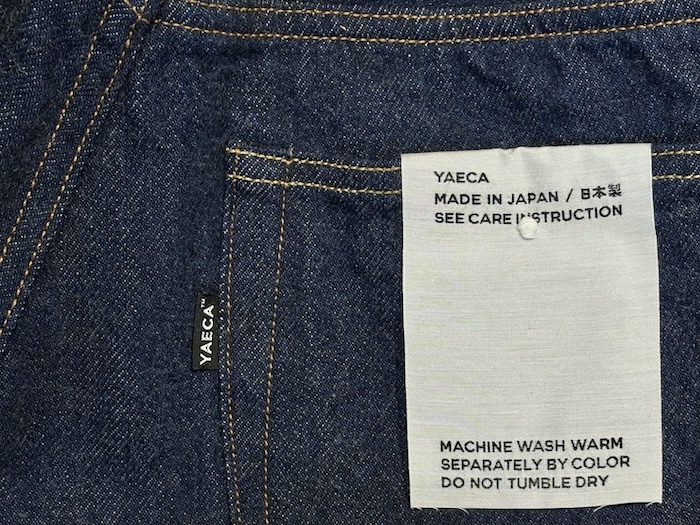 YAECA
MADE IN JAPAN / 日本製
SEE CARE INSTRUCTION
YAECA™
MACHINE WASH WARM
SEPARATELY BY COLOR
DO NOT TUMBLE DRY